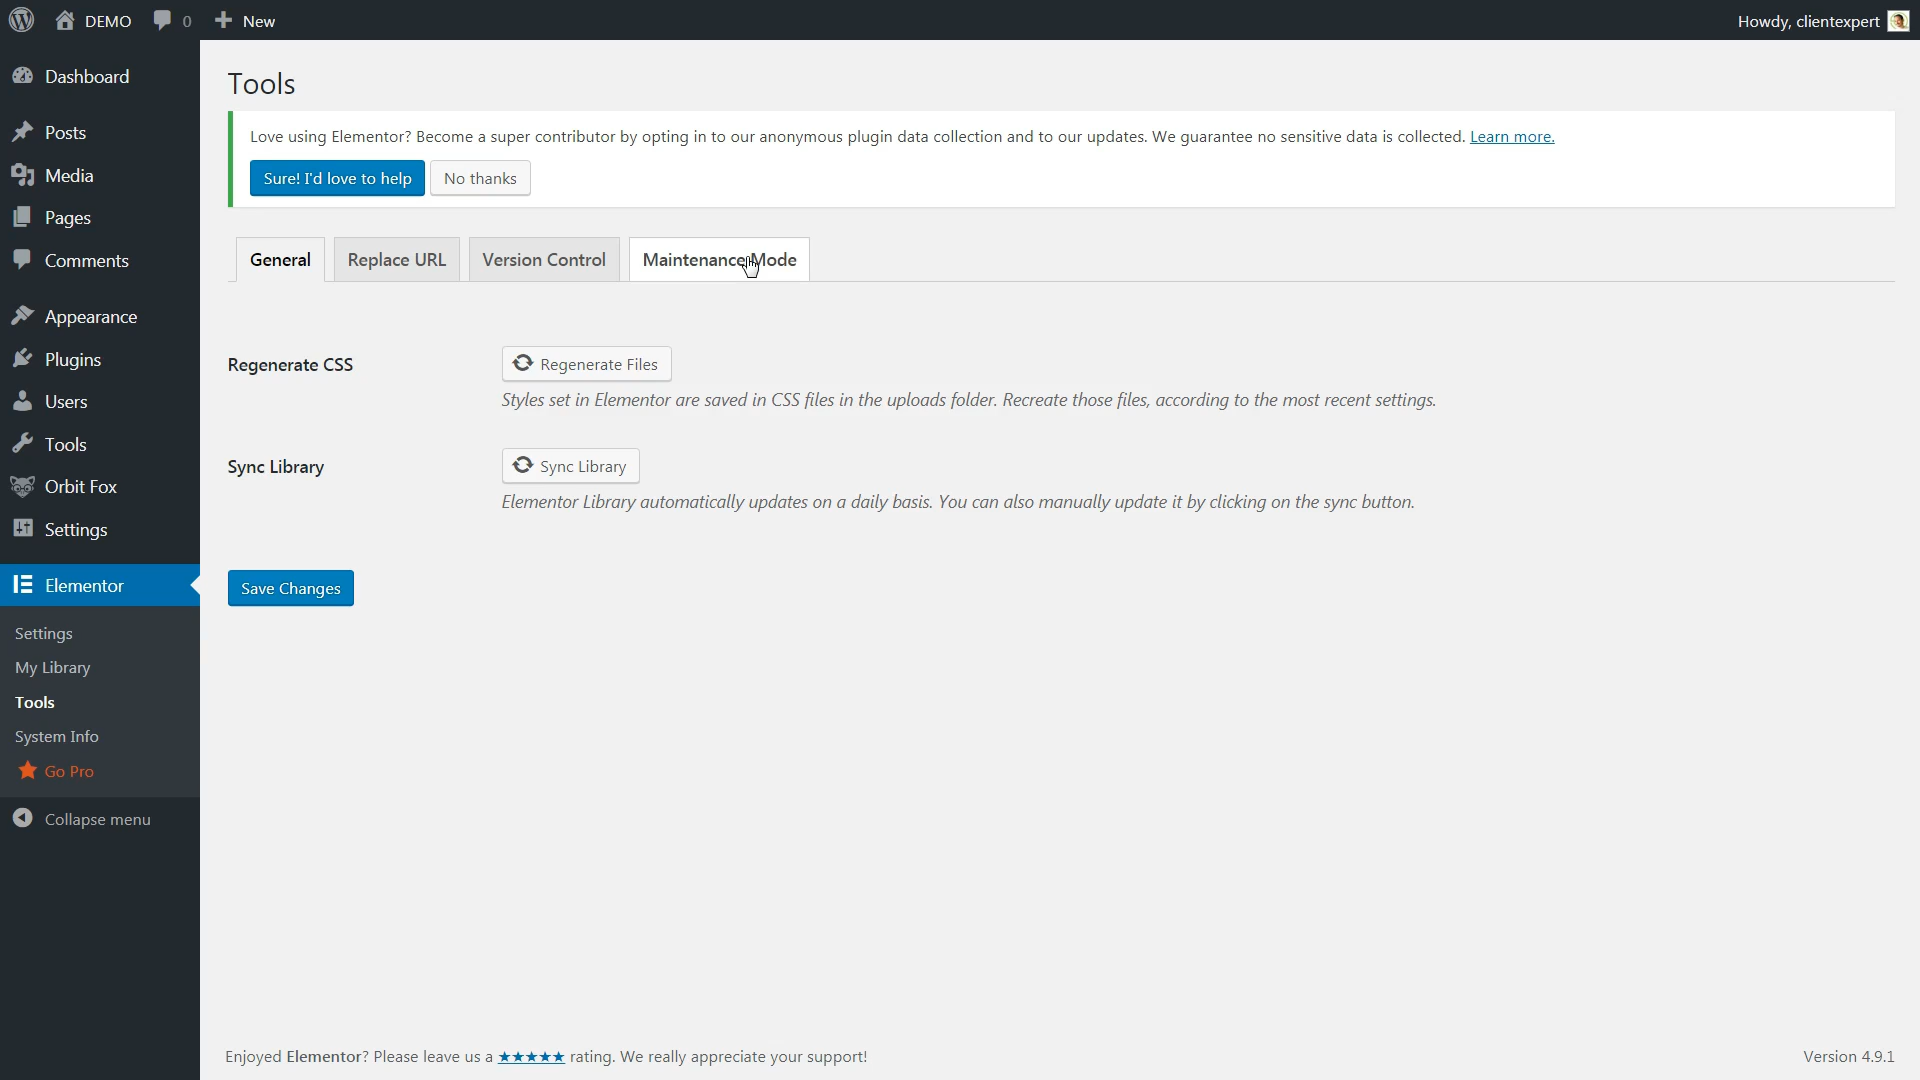 DEMO 0 New Howdy, clientexpert
Dashboard
Posts
Media
Pages
Comments
Appearance
Plugins
Users
Tools
Orbit Fox
Settings
Elementor
Settings
My Library
Tools
System Info
Go Pro
Collapse menu
Tools
Love using Elementor? Become a super contributor by opting in to our anonymous plugin data collection and to our updates. We guarantee no sensitive data is collected. Learn more.
Sure! I'd love to help No thanks
General Replace URL Version Control Maintenance Mode
Regenerate CSS Regenerate Files
Styles set in Elementor are saved in CSS files in the uploads folder. Recreate those files, according to the most recent settings.
Sync Library Sync Library
Elementor Library automatically updates on a daily basis. You can also manually update it by clicking on the sync button.
Save Changes
Enjoyed Elementor? Please leave us a ★★★★★ rating. We really appreciate your support! Version 4.9.1